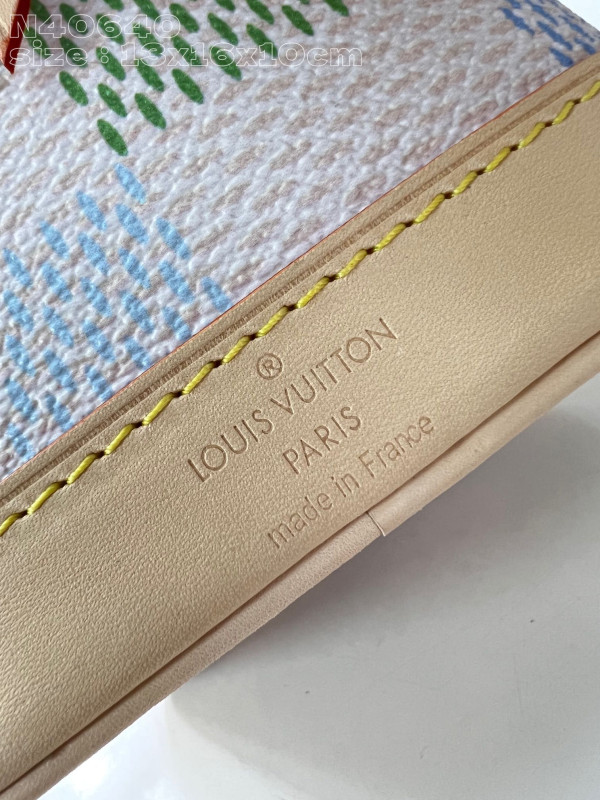 N40640
size : 13x16x10cm
®
LOUIS VUITTON
PARIS
made in France